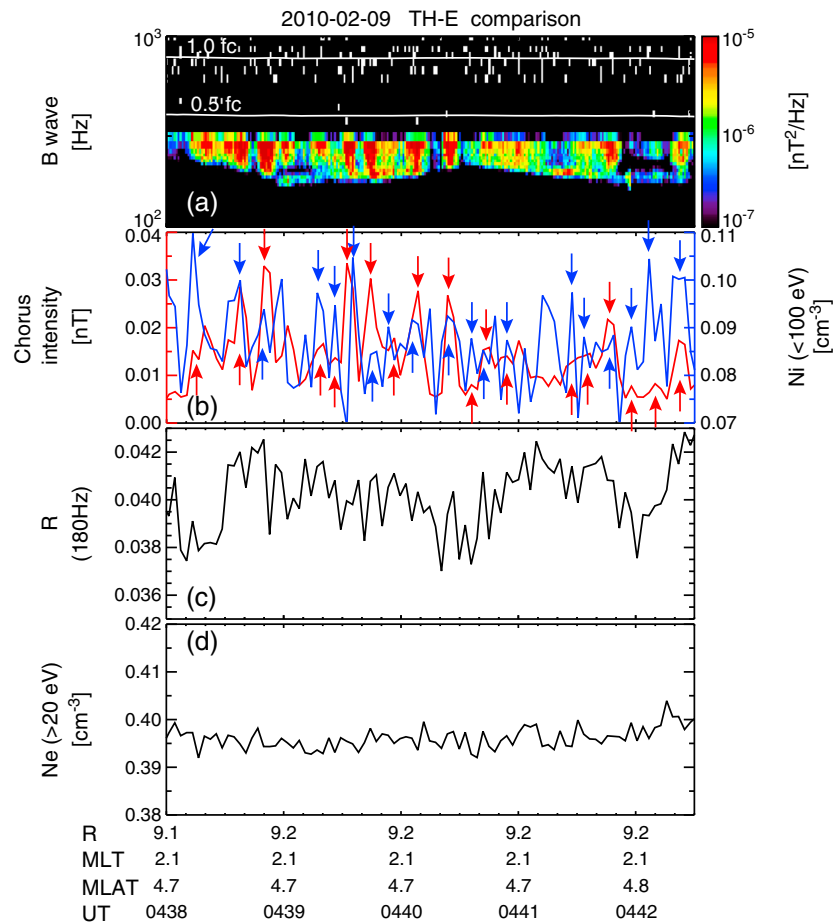 2010-02-09 TH-E comparison
10³
1.0 fc
0.5 fc
B wave
[Hz]
(a)
10²
10⁻⁵
10⁻⁶
10⁻⁷
[nT²/Hz]
0.04
0.03
0.02
0.01
0.00
Chorus
intensity
[nT]
(b)
0.11
0.10
0.09
0.08
0.07
Ni (<100 eV)
[cm⁻³]
0.042
0.040
0.038
0.036
R
(180Hz)
(c)
0.42
0.41
0.40
0.39
0.38
Ne (>20 eV)
[cm⁻³]
(d)
R 9.1 9.2 9.2 9.2 9.2
MLT 2.1 2.1 2.1 2.1 2.1
MLAT 4.7 4.7 4.7 4.7 4.8
UT 0438 0439 0440 0441 0442